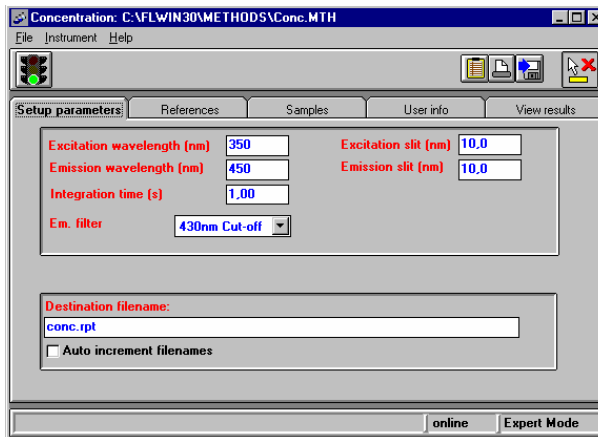 Concentration: C:\FLWIN30\METHODS\Conc.MTH
File Instrument Help
Setup parameters References Samples User info View results
Excitation wavelength (nm) 350 Excitation slit (nm) 10,0
Emission wavelength (nm) 450 Emission slit (nm) 10,0
Integration time (s) 1,00
Em. filter 430nm Cut-off
Destination filename:
conc.rpt
Auto increment filenames
online Expert Mode